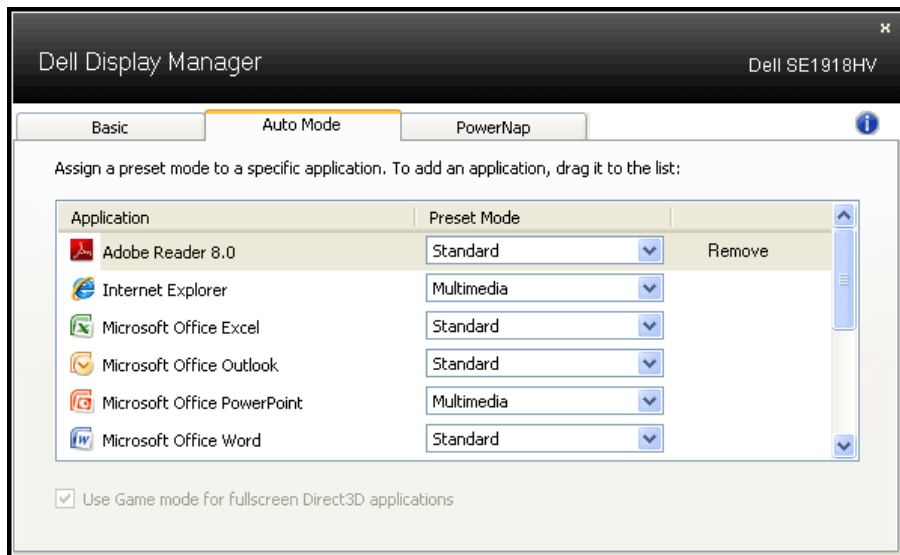 x
Dell Display Manager
Dell SE1918HV
Basic Auto Mode PowerNap
Assign a preset mode to a specific application. To add an application, drag it to the list:
Application Preset Mode
Adobe Reader 8.0 Standard Remove
Internet Explorer Multimedia
Microsoft Office Excel Standard
Microsoft Office Outlook Standard
Microsoft Office PowerPoint Multimedia
Microsoft Office Word Standard
Use Game mode for fullscreen Direct3D applications